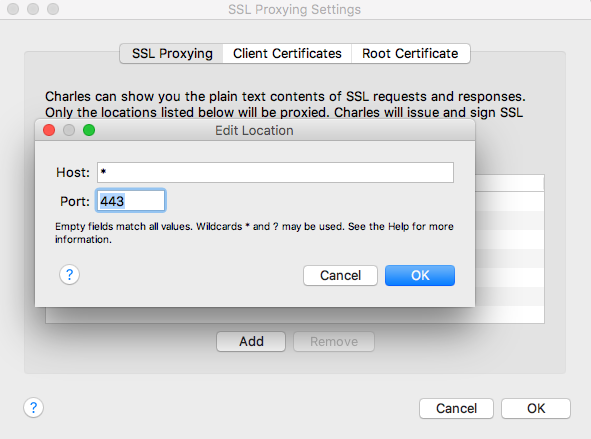 SSL Proxying Settings
SSL Proxying Client Certificates Root Certificate
Charles can show you the plain text contents of SSL requests and responses.
Only the locations listed below will be proxied. Charles will issue and sign SSL
Edit Location
Host: *
Port: 443
Empty fields match all values. Wildcards * and ? may be used. See the Help for more
information.
? Cancel OK
Add Remove
? Cancel OK